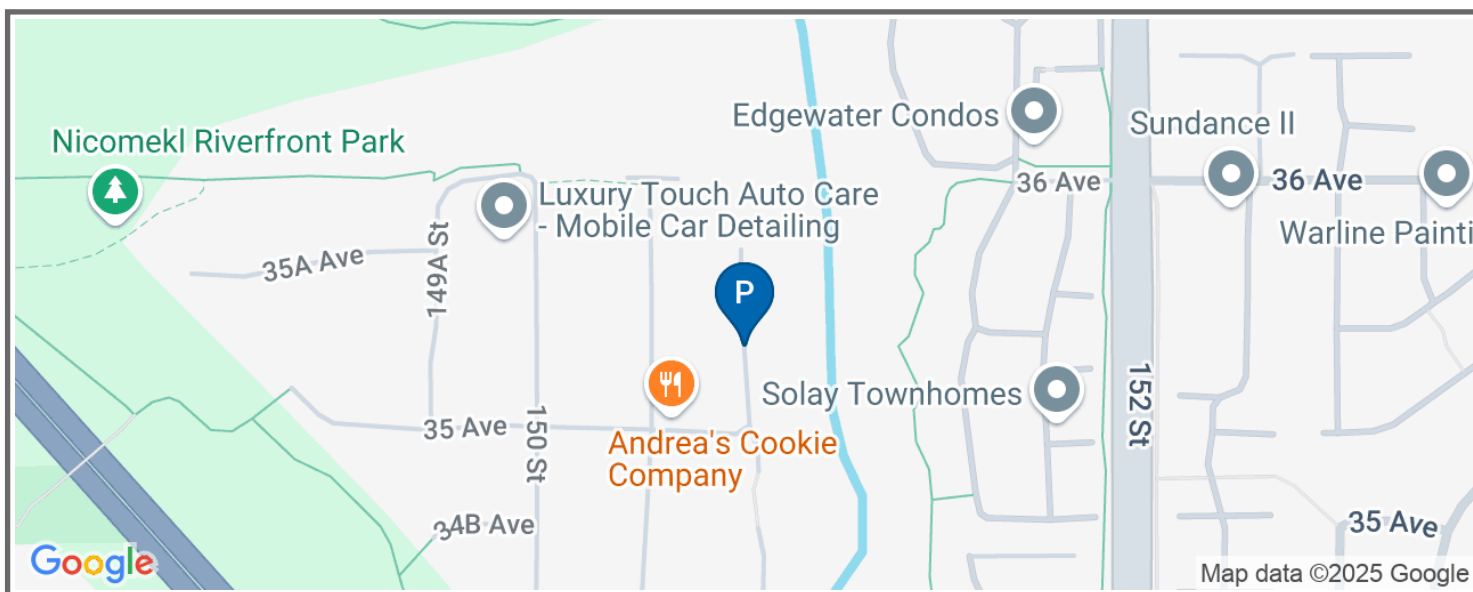 Edgewater Condos
Sundance II
Nicomekl Riverfront Park
36 Ave
36 Ave
Luxury Touch Auto Care
- Mobile Car Detailing
Warline Painti
149A St
35A Ave
P
Solay Townhomes
152 St
35 Ave
150 St
Andrea's Cookie
Company
34B Ave
35 Ave
Google
Map data ©2025 Google